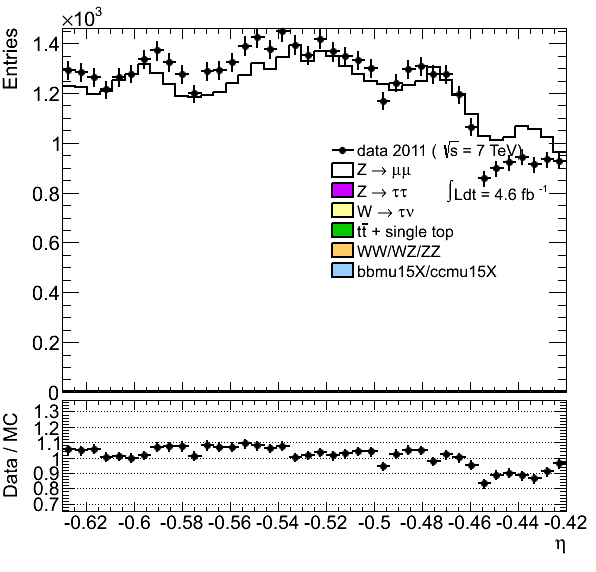 ×10³
Entries
1.4
1.2
1
0.8
0.6
0.4
0.2
0
data 2011 ( √s = 7 TeV)
Z → μμ
Z → ττ
∫Ldt = 4.6 fb⁻¹
W → τν
tt̄ + single top
WW/WZ/ZZ
bbmu15X/ccmu15X
Data / MC
1.3
1.2
1.1
1
0.9
0.8
0.7
-0.62 -0.6 -0.58 -0.56 -0.54 -0.52 -0.5 -0.48 -0.46 -0.44 -0.42
η